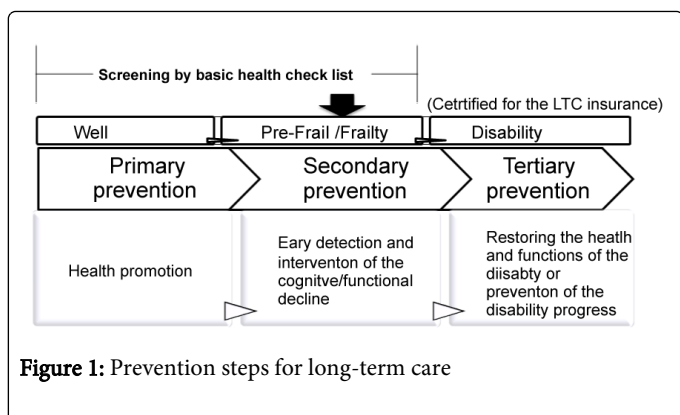 Screening by basic health check list
(Cetrtified for the LTC insurance)
Well
Pre-Frail /Frailty
Disability
Primary
prevention
Secondary
prevention
Tertiary
prevention
Health promotion
Eary detection and
interventon of the
cognitve/functional
decline
Restoring the heatlh
and functions of the
disabty or
preventon of the
disability progress
Figure 1: Prevention steps for long-term care